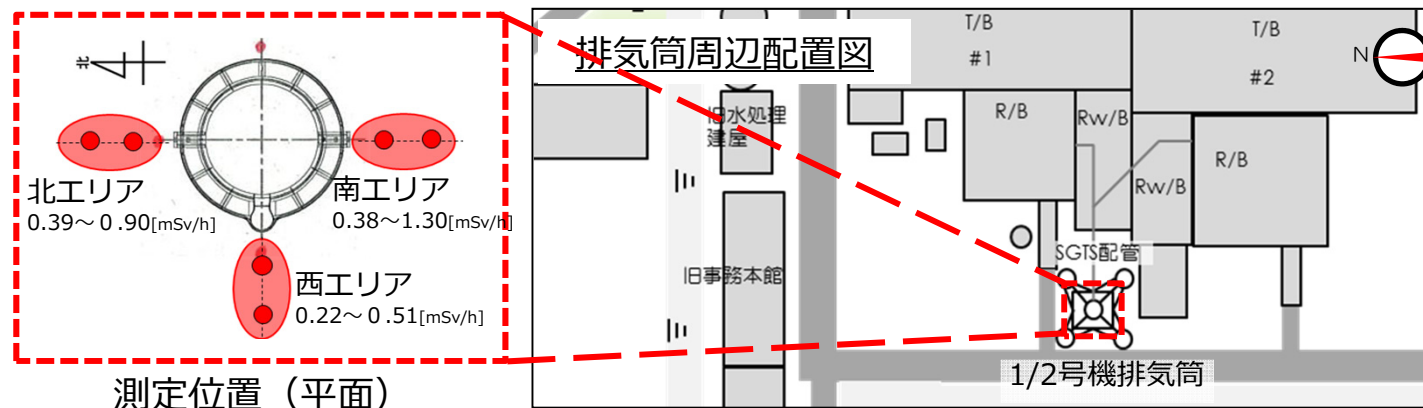 北
北エリア
0.39～０.90[mSv/h]
南エリア
0.38～1.30[mSv/h]
西エリア
0.22～０.51[mSv/h]
測定位置（平面）
排気筒周辺配置図
T/B
#1
T/B
#2
N
旧水処理
建屋
R/B
Rw/B
R/B
Rw/B
SGTS配管
旧事務本館
1/2号機排気筒